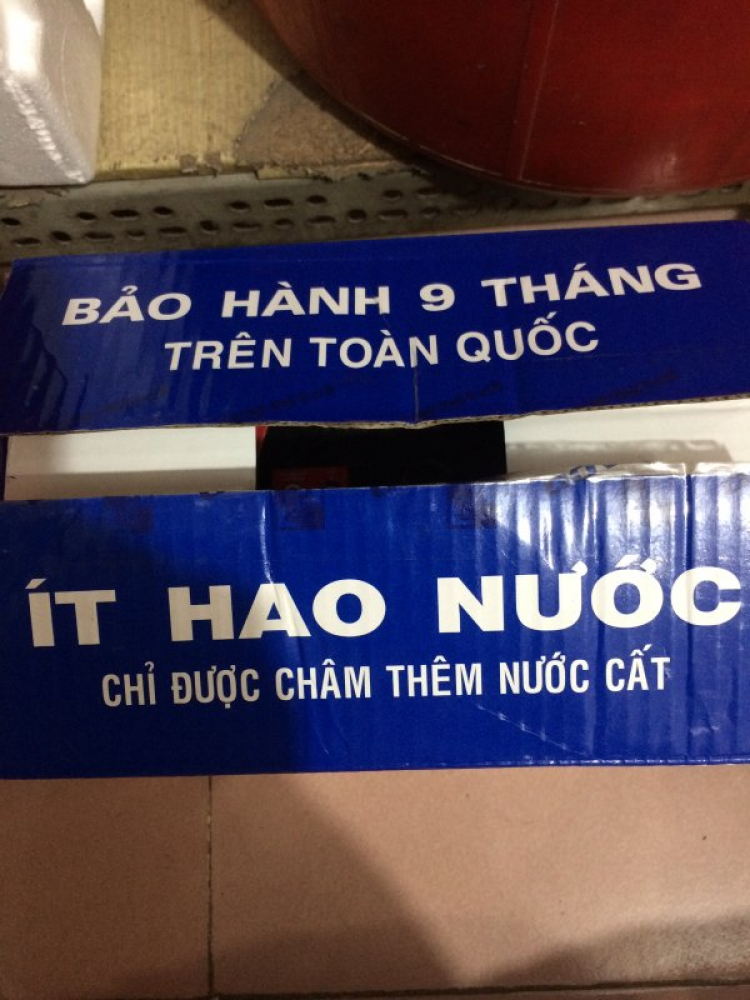 BẢO HÀNH 9 THÁNG
TRÊN TOÀN QUỐC
ÍT HAO NƯỚC
CHỈ ĐƯỢC CHÂM THÊM NƯỚC CẤT